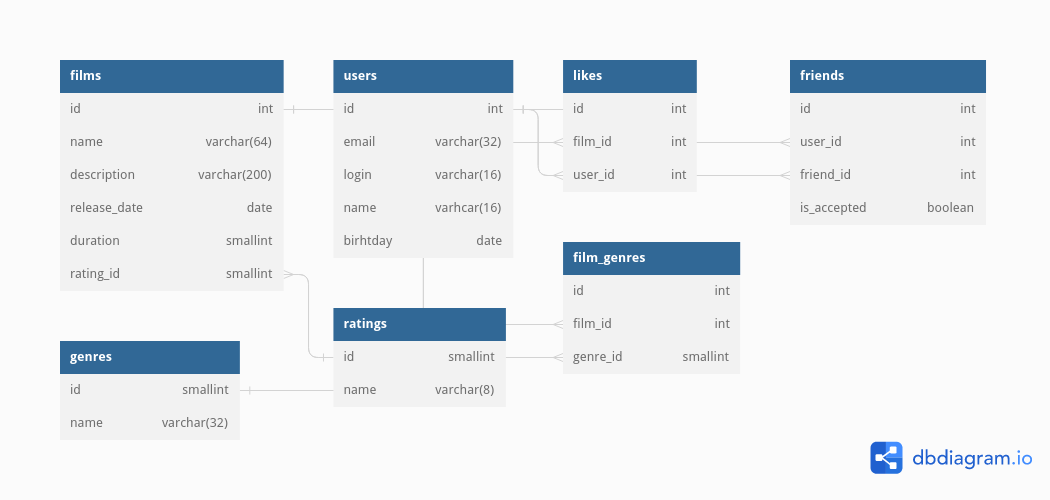 films
id int
name varchar(64)
description varchar(200)
release_date date
duration smallint
rating_id smallint
users
id int
email varchar(32)
login varchar(16)
name varhcar(16)
birhtday date
likes
id int
film_id int
user_id int
friends
id int
user_id int
friend_id int
is_accepted boolean
film_genres
id int
film_id int
genre_id smallint
ratings
id smallint
name varchar(8)
genres
id smallint
name varchar(32)
dbdiagram.io